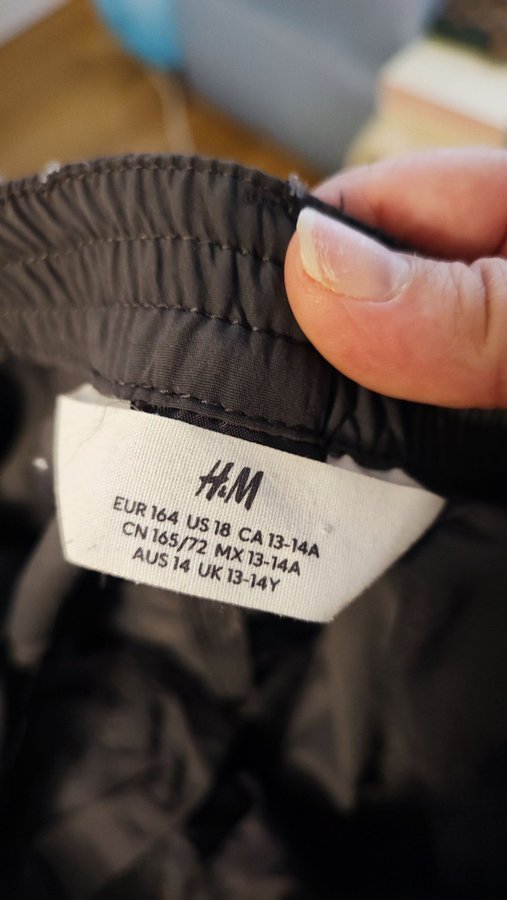 H&M
EUR 164 US 18 CA 13-14A
CN 165/72 MX 13-14A
AUS 14 UK 13-14Y